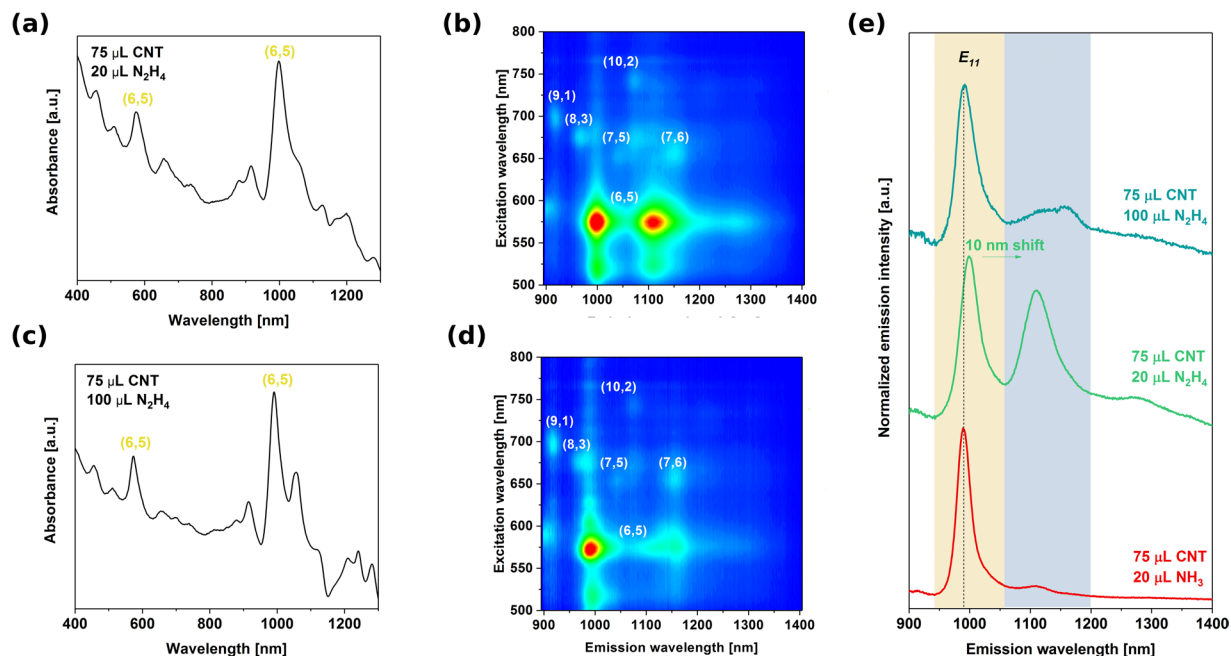 (a)
75 μL CNT
20 μL N₂H₄
(6,5)
(6,5)
Absorbance [a.u.]
400 600 800 1000 1200
Wavelength [nm]
(b)
800
750
700
650
600
550
500
Excitation wavelength [nm]
(10,2)
(9,1)
(8,3)
(7,5)
(7,6)
(6,5)
900 1000 1100 1200 1300 1400
(c)
75 μL CNT
100 μL N₂H₄
(6,5)
(6,5)
Absorbance [a.u.]
400 600 800 1000 1200
Wavelength [nm]
(d)
800
750
700
650
600
550
500
Excitation wavelength [nm]
(10,2)
(9,1)
(8,3)
(7,5)
(7,6)
(6,5)
900 1000 1100 1200 1300 1400
Emission wavelength [nm]
(e)
E₁₁
Normalized emission intensity [a.u.]
75 μL CNT
100 μL N₂H₄
10 nm shift
75 μL CNT
20 μL N₂H₄
75 μL CNT
20 μL NH₃
900 1000 1100 1200 1300 1400
Emission wavelength [nm]